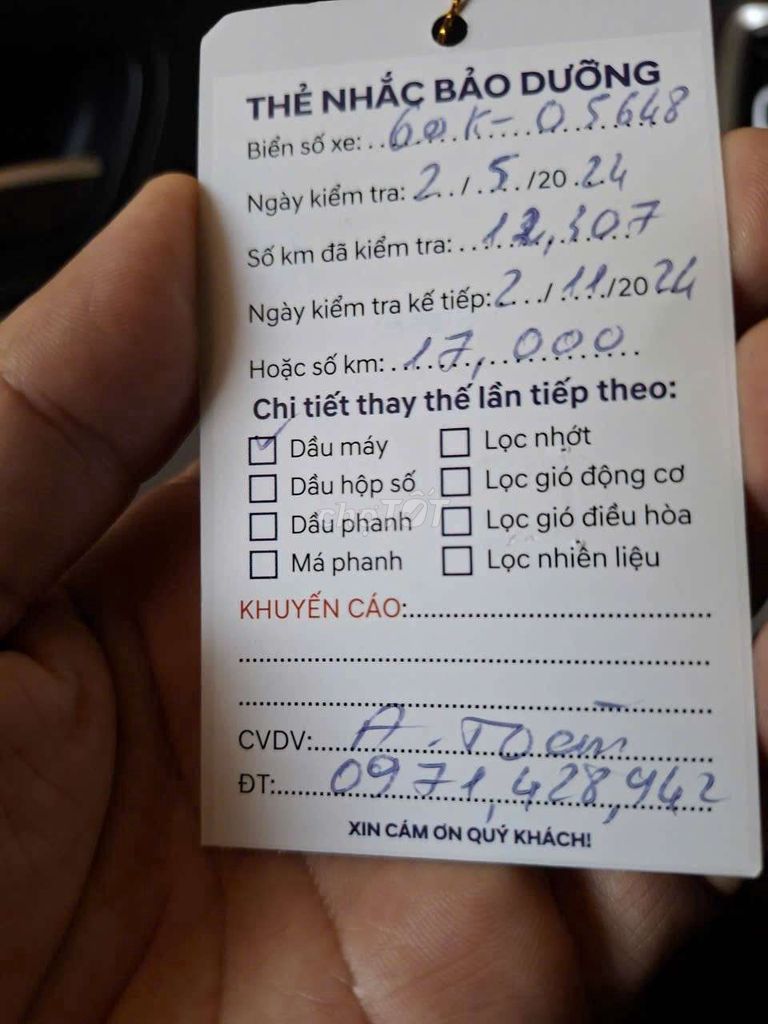 THẺ NHẮC BẢO DƯỠNG
Biển số xe: 60K-05648
Ngày kiểm tra: 2/5/2024
Số km đã kiểm tra: 12,307
Ngày kiểm tra kế tiếp: 2/11/2024
Hoặc số km: 17,000
Chi tiết thay thế lần tiếp theo:
Dầu máy Lọc nhớt
Dầu hộp số Lọc gió động cơ
chợTỐT
Dầu phanh Lọc gió điều hòa
Má phanh Lọc nhiên liệu
KHUYẾN CÁO:
CVDV: A.
ĐT: 0971,428,942
XIN CẢM ƠN QUÝ KHÁCH!